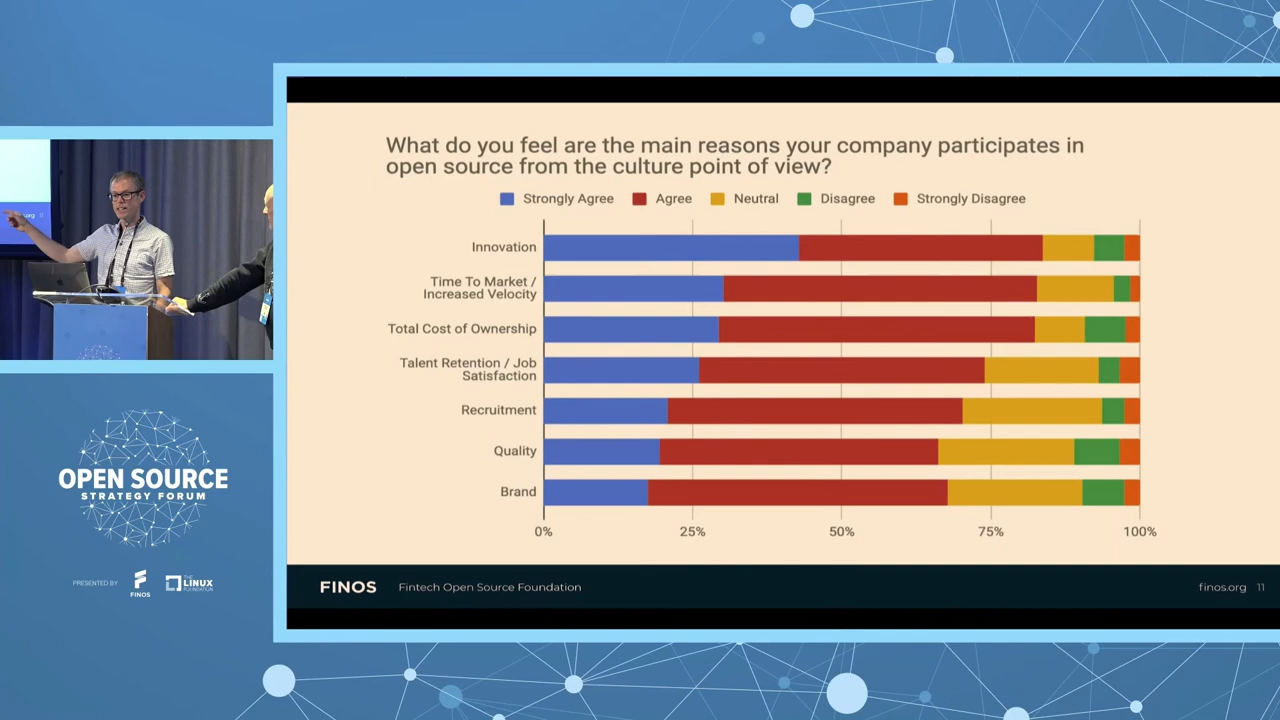 What do you feel are the main reasons your company participates in
open source from the culture point of view?
Strongly Agree Agree Neutral Disagree Strongly Disagree
Innovation
Time To Market /
Increased Velocity
Total Cost of Ownership
Talent Retention / Job
Satisfaction
Recruitment
Quality
Brand
0% 25% 50% 75% 100%
FINOS Fintech Open Source Foundation finos.org 11
OPEN SOURCE
STRATEGY FORUM
PRESENTED BY
FINOS
THE
LINUX
FOUNDATION